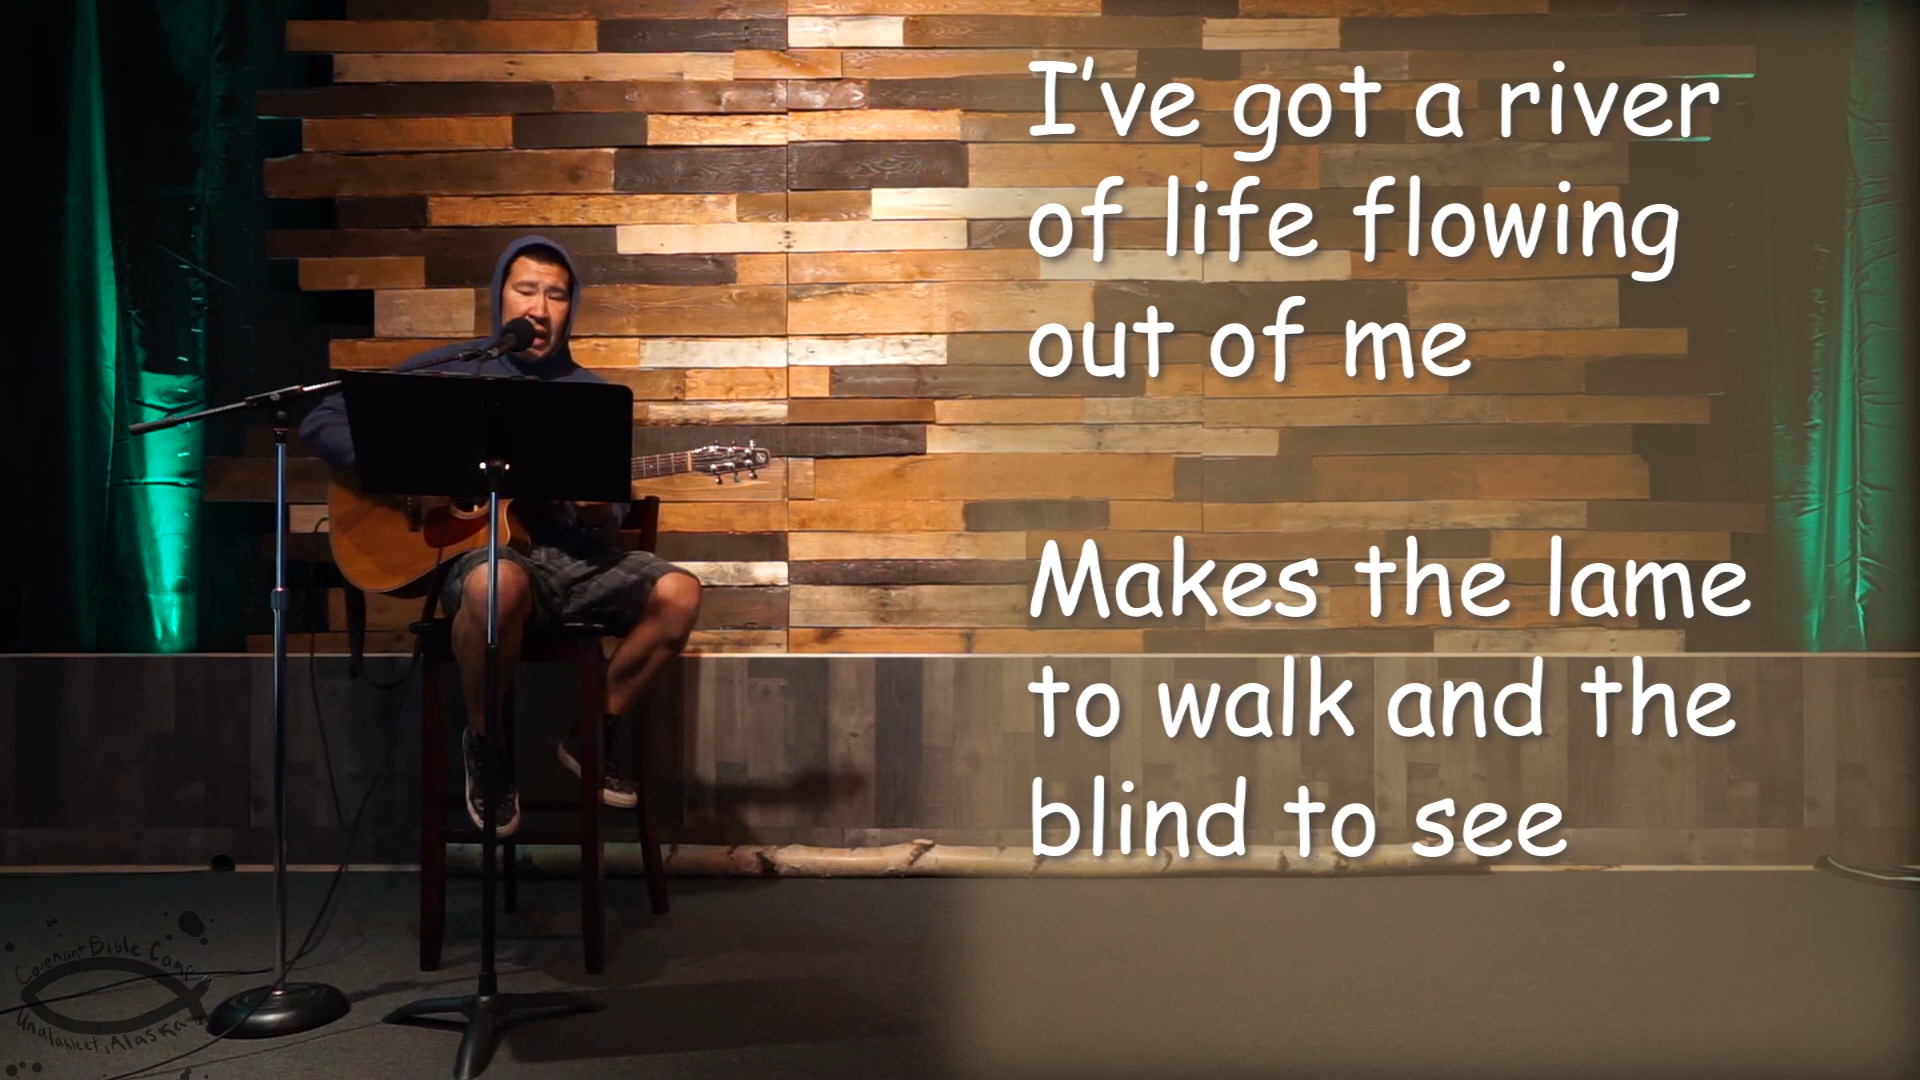 I've got a river
of life flowing
out of me
Makes the lame
to walk and the
blind to see
Covenant Bible Camp
Unalakleet, Alaska